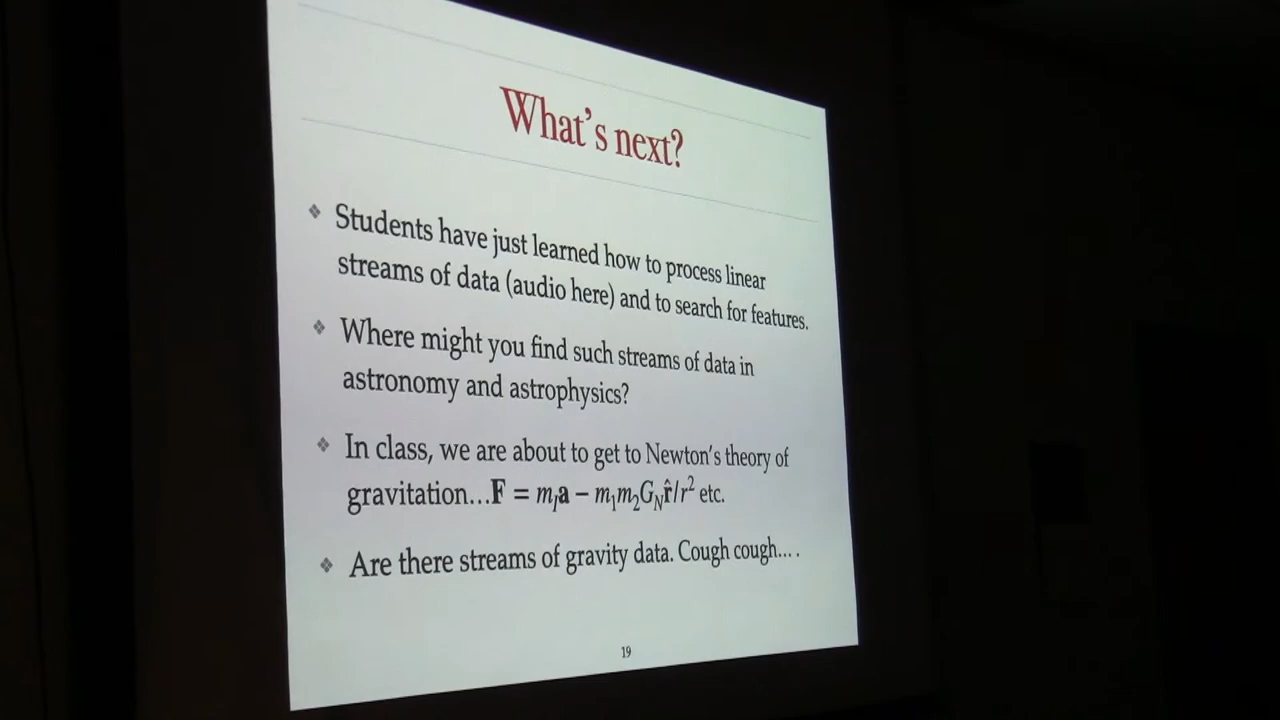 What's next?
❖ Students have just learned how to process linear
streams of data (audio here) and to search for features.
❖ Where might you find such streams of data in
astronomy and astrophysics?
❖ In class, we are about to get to Newton's theory of
gravitation…F = mᵢa − m₁m₂G_N r̂/r² etc.
❖ Are there streams of gravity data. Cough cough… .
19